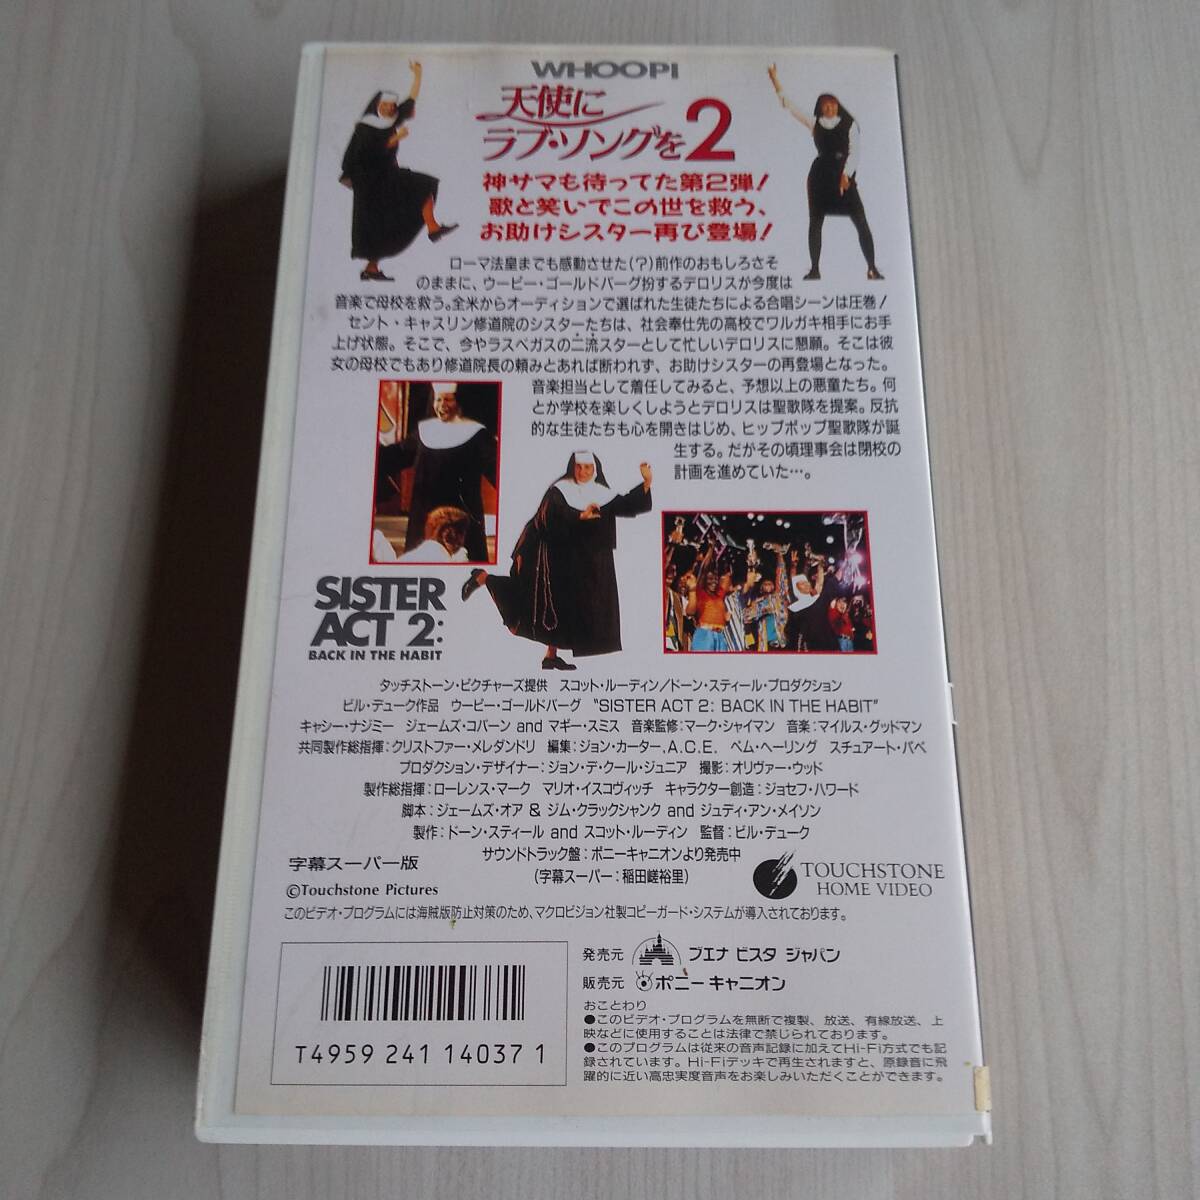 WHOOPI
天使に
ラブ・ソングを2
神サマも待ってた第2弾!
歌と笑いでこの世を救う、
お助けシスター再び登場!
ローマ法皇までも感動させた(?)前作のおもしろさそ
のままに、ウーピー・ゴールドバーグ扮するデロリスが今度は
音楽で母校を救う。全米からオーディションで選ばれた生徒たちによる合唱シーンは圧巻!
セント・キャスリン修道院のシスターたちは、社会奉仕先の高校でワルガキ相手にお手
上げ状態。そこで、今やラスベガスの二流スターとして忙しいデロリスに懇願。そこは彼
女の母校でもあり修道院長の頼みとあれば断われず、お助けシスターの再登場となった。
音楽担当として着任してみると、予想以上の悪童たち。何
とか学校を楽しくしようとデロリスは聖歌隊を提案。反抗
的な生徒たちも心を開きはじめ、ヒップポップ聖歌隊が誕
生する。だがその頃理事会は閉校の
計画を進めていた…。
SISTER
ACT 2:
BACK IN THE HABIT
タッチストーン・ピクチャーズ提供 スコット・ルーディン/ドーン・スティール・プロダクション
ビル・デューク作品 ウーピー・ゴールドバーグ "SISTER ACT 2: BACK IN THE HABIT"
キャシー・ナジミー ジェームズ・コバーン and マギー・スミス 音楽監修:マーク・シャイマン 音楽:マイルス・グッドマン
共同製作総指揮:クリストファー・メレダンドリ 編集:ジョン・カーター,A.C.E. ペム・ヘーリング スチュアート・パペ
プロダクション・デザイナー:ジョン・デ・クール・ジュニア 撮影:オリヴァー・ウッド
製作総指揮:ローレンス・マーク マリオ・イスコヴィッチ キャラクター創造:ジョセフ・ハワード
脚本:ジェームズ・オア & ジム・クラックシャンク and ジュディ・アン・メイソン
製作:ドーン・スティール and スコット・ルーディン 監督:ビル・デューク
サウンドトラック盤:ポニーキャニオンより発売中
字幕スーパー版
(字幕スーパー:稲田嵯裕里)
©Touchstone Pictures
TOUCHSTONE
HOME VIDEO
このビデオ・プログラムには海賊版防止対策のため、マクロビジョン社製コピーガード・システムが導入されております。
発売元 ブエナ ビスタ ジャパン
販売元 ポニーキャニオン
おことわり
●このビデオ・プログラムを無断で複製、放送、有線放送、上
映などに使用することは法律で禁じられております。
●このプログラムは従来の音声記録に加えてHi-Fi方式でも記
録されています。Hi-Fiデッキで再生されますと、原録音に飛
躍的に近い高忠実度音声をお楽しみいただくことができます。
T4959 241 14037 1